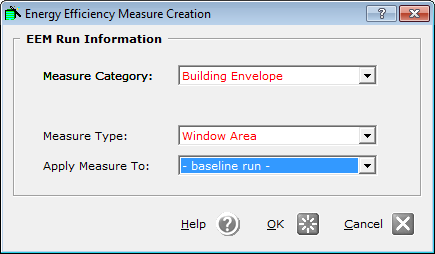 Energy Efficiency Measure Creation
EEM Run Information
Measure Category: Building Envelope
Measure Type: Window Area
Apply Measure To: - baseline run -
Help ? OK Cancel